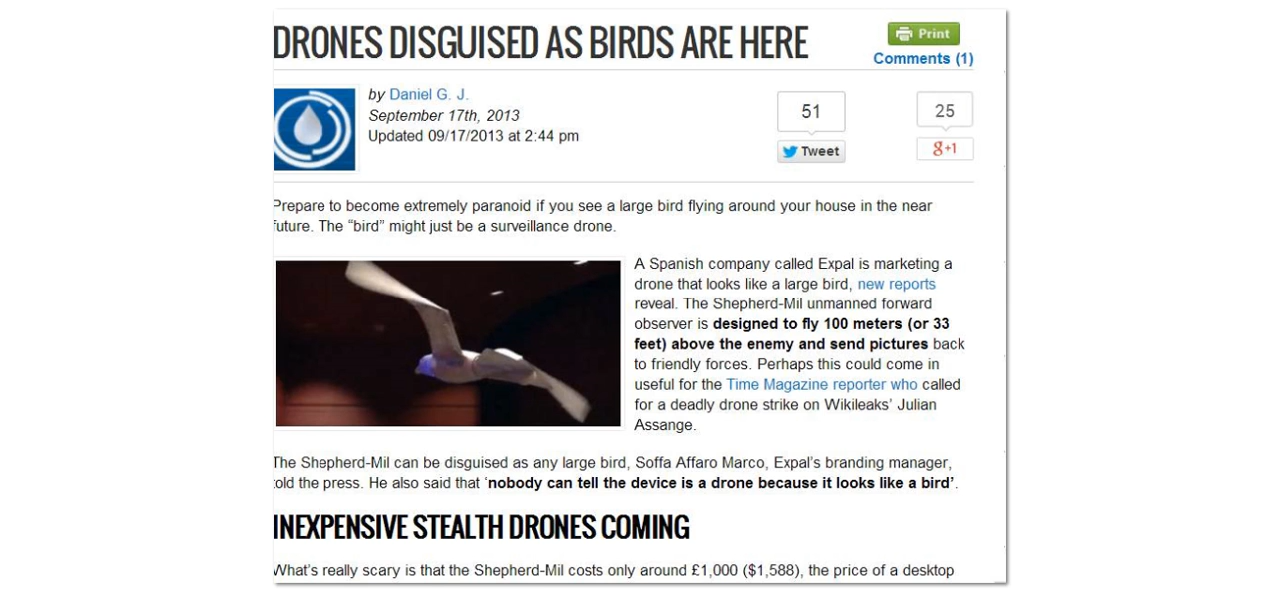 DRONES DISGUISED AS BIRDS ARE HERE
Print
Comments (1)
by Daniel G. J.
September 17th, 2013
Updated 09/17/2013 at 2:44 pm
51
Tweet
25
g+1
Prepare to become extremely paranoid if you see a large bird flying around your house in the near
future. The “bird” might just be a surveillance drone.
A Spanish company called Expal is marketing a
drone that looks like a large bird, new reports
reveal. The Shepherd-Mil unmanned forward
observer is designed to fly 100 meters (or 33
feet) above the enemy and send pictures back
to friendly forces. Perhaps this could come in
useful for the Time Magazine reporter who called
for a deadly drone strike on Wikileaks’ Julian
Assange.
The Shepherd-Mil can be disguised as any large bird, Soffa Affaro Marco, Expal’s branding manager,
told the press. He also said that ‘nobody can tell the device is a drone because it looks like a bird’.
INEXPENSIVE STEALTH DRONES COMING
What’s really scary is that the Shepherd-Mil costs only around £1,000 ($1,588), the price of a desktop